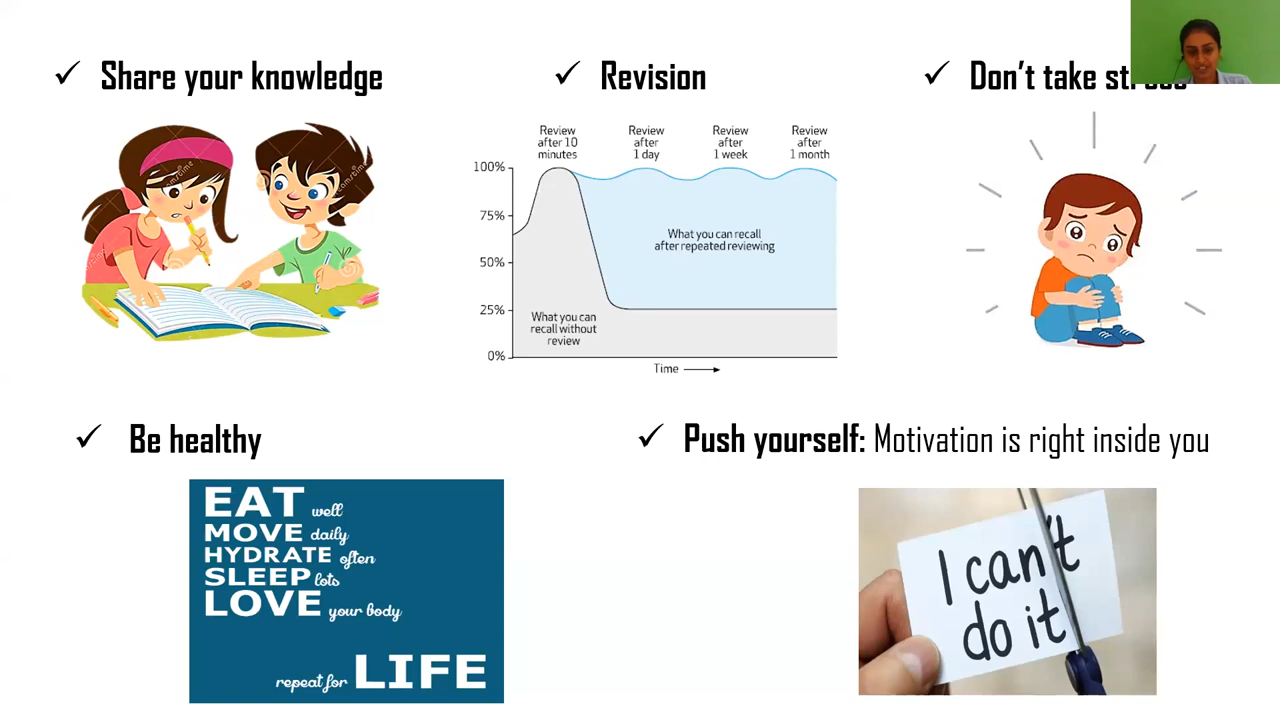 ✓ Share your knowledge
✓ Revision
✓ Don't take
Review after 10 minutes
Review after 1 day
Review after 1 week
Review after 1 month
100%
75%
50%
25%
0%
What you can recall
after repeated reviewing
What you can
recall without
review
Time
✓ Be healthy
EAT well
MOVE daily
HYDRATE often
SLEEP lots
LOVE your body
repeat for LIFE
✓ Push yourself: Motivation is right inside you
I can't
do it